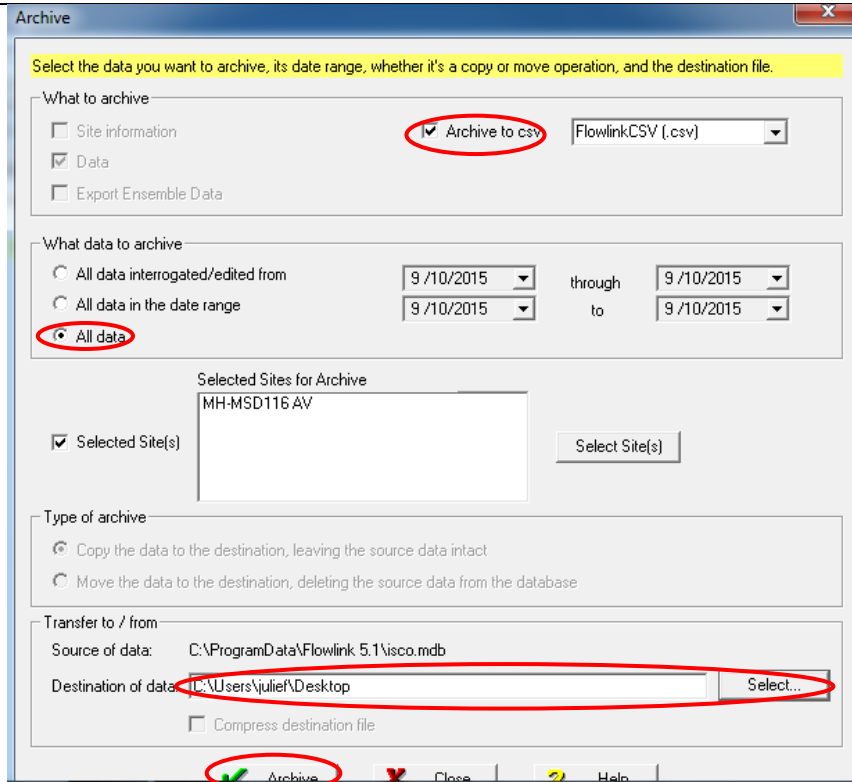 Archive
Select the data you want to archive, its date range, whether it's a copy or move operation, and the destination file.
What to archive
Site information
Archive to csv FlowlinkCSV (.csv)
Data
Export Ensemble Data
What data to archive
All data interrogated/edited from 9 /10/2015 through 9 /10/2015
All data in the date range 9 /10/2015 to 9 /10/2015
All data
Selected Sites for Archive
MH-MSD116.AV
Selected Site(s)
Select Site(s)
Type of archive
Copy the data to the destination, leaving the source data intact
Move the data to the destination, deleting the source data from the database
Transfer to / from
Source of data: C:\ProgramData\Flowlink 5.1\isco.mdb
Destination of data: C:\Users\julief\Desktop Select...
Compress destination file
Archive Close Help